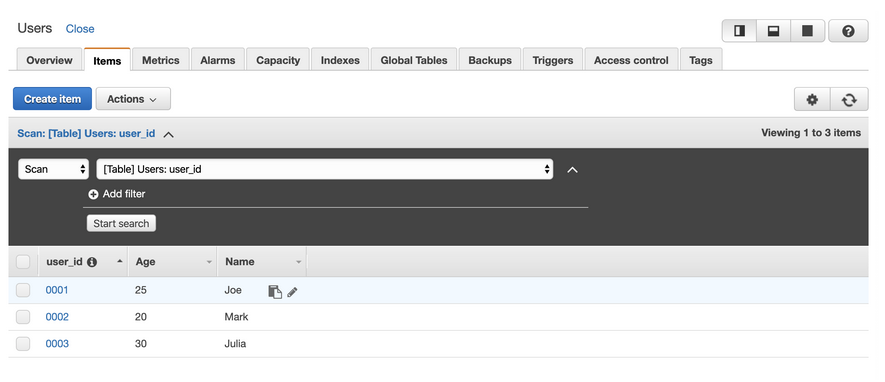 Users Close
Overview Items Metrics Alarms Capacity Indexes Global Tables Backups Triggers Access control Tags
Create item Actions
Scan: [Table] Users: user_id Viewing 1 to 3 items
Scan [Table] Users: user_id
Add filter
Start search
user_id Age Name
0001 25 Joe
0002 20 Mark
0003 30 Julia